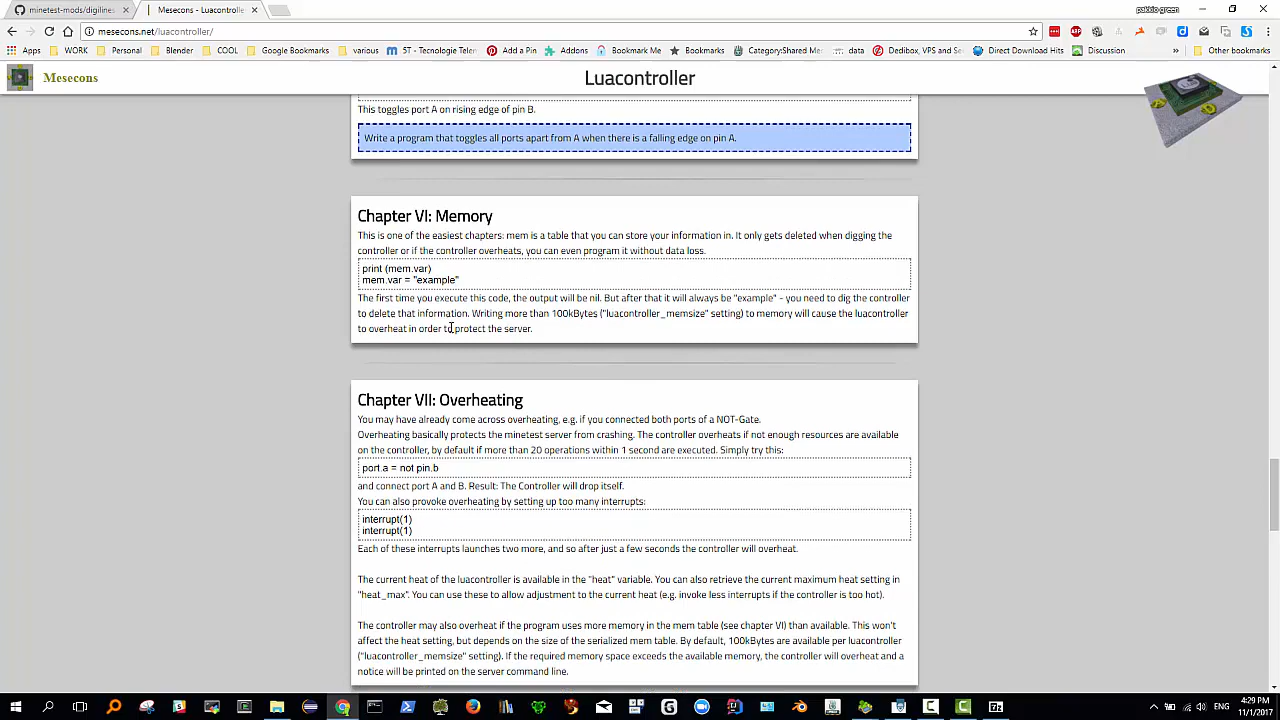 minetest-mods/digilines
Mesecons - Luacontrolle
pakbio green
mesecons.net/luacontroller/
Apps
WORK
Personal
Blender
COOL
Google Bookmarks
various
ST - Tecnologie Telen
Add a Pin
Addons
Bookmark Me
Bookmarks
CategoryShared Me
data
Dedibox, VPS and Se
Direct Download Hits
Discussion
»
Other bookmarks
Mesecons
Luacontroller
This toggles port A on rising edge of pin B.
Write a program that toggles all ports apart from A when there is a falling edge on pin A.
Chapter VI: Memory
This is one of the easiest chapters: mem is a table that you can store your information in. It only gets deleted when digging the
controller or if the controller overheats, you can even program it without data loss.
print (mem.var)
mem.var = "example"
The first time you execute this code, the output will be nil. But after that it will always be "example" - you need to dig the controller
to delete that information. Writing more than 100kBytes ("luacontroller_memsize" setting) to memory will cause the luacontroller
to overheat in order to protect the server.
Chapter VII: Overheating
You may have already come across overheating, e.g. if you connected both ports of a NOT-Gate.
Overheating basically protects the minetest server from crashing. The controller overheats if not enough resources are available
on the controller, by default if more than 20 operations within 1 second are executed. Simply try this:
port.a = not pin.b
and connect port A and B. Result: The Controller will drop itself.
You can also provoke overheating by setting up too many interrupts:
interrupt(1)
interrupt(1)
Each of these interrupts launches two more, and so after just a few seconds the controller will overheat.
The current heat of the luacontroller is available in the "heat" variable. You can also retrieve the current maximum heat setting in
"heat_max". You can use these to allow adjustment to the current heat (e.g. invoke less interrupts if the controller is too hot).
The controller may also overheat if the program uses more memory in the mem table (see chapter VI) than available. This won't
affect the heat setting, but depends on the size of the serialized mem table. By default, 100kBytes are available per luacontroller
("luacontroller_memsize" setting). If the required memory space exceeds the available memory, the controller will overheat and a
notice will be printed on the server command line.
4:29 PM
11/1/2017